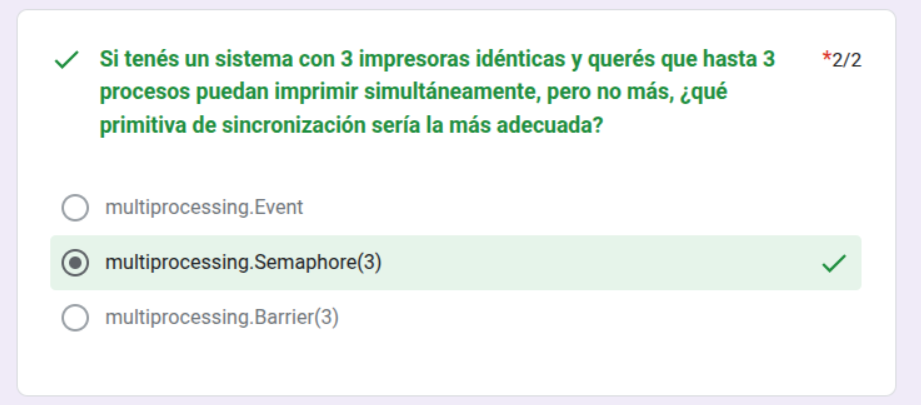 Si tenés un sistema con 3 impresoras idénticas y querés que hasta 3 *2/2
procesos puedan imprimir simultáneamente, pero no más, ¿qué
primitiva de sincronización sería la más adecuada?
multiprocessing.Event
multiprocessing.Semaphore(3)
multiprocessing.Barrier(3)